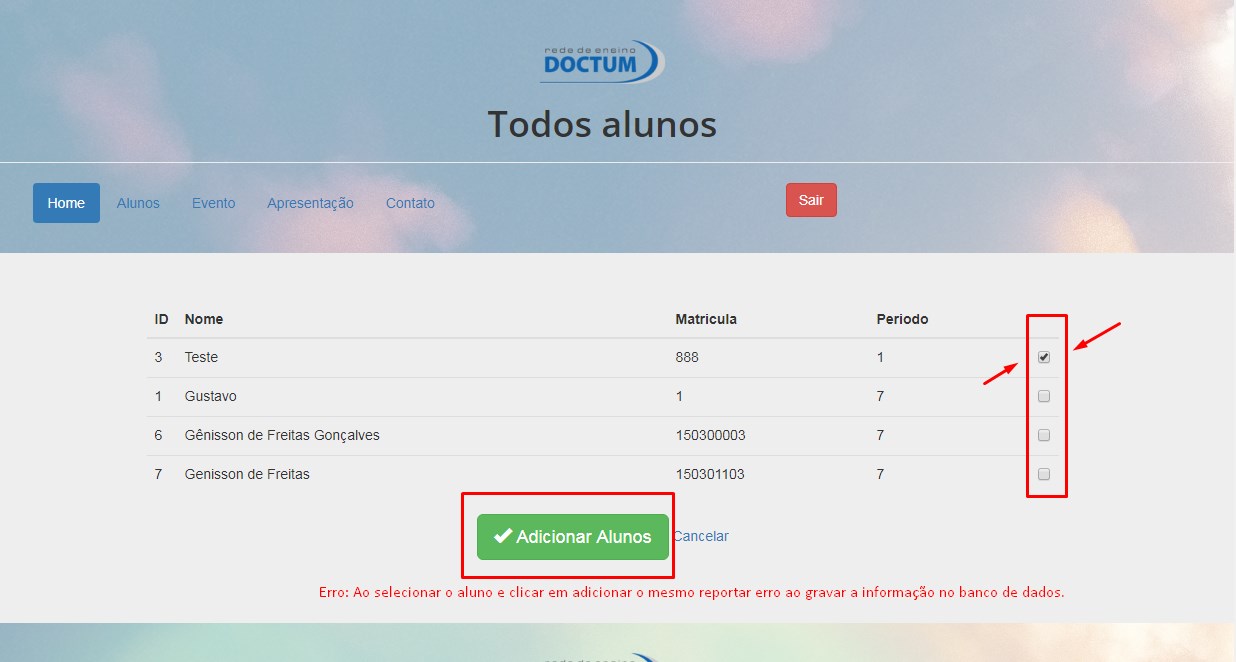 rede de ensino
DOCTUM
Todos alunos
Home Alunos Evento Apresentação Contato Sair
ID Nome Matricula Periodo
3 Teste 888 1
1 Gustavo 1 7
6 Gênisson de Freitas Gonçalves 150300003 7
7 Genisson de Freitas 150301103 7
Adicionar Alunos Cancelar
Erro: Ao selecionar o aluno e clicar em adicionar o mesmo reportar erro ao gravar a informação no banco de dados.
rede de ensino